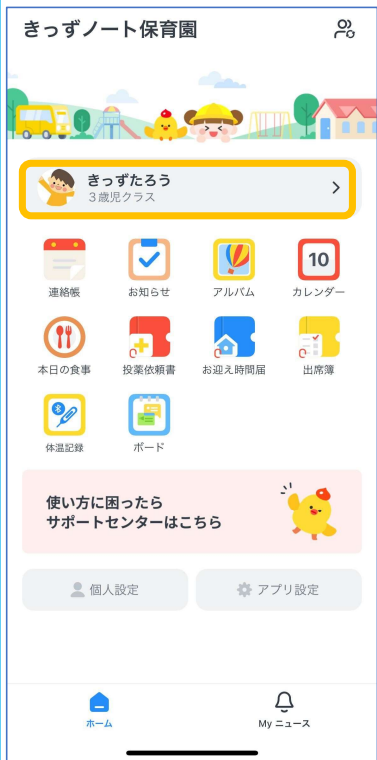 きっずノート保育園
きっずたろう
3歳児クラス
連絡帳
お知らせ
アルバム
10
カレンダー
本日の食事
投薬依頼書
お迎え時間届
出席簿
体温記録
ボード
使い方に困ったら
サポートセンターはこちら
個人設定
アプリ設定
ホーム
My ニュース